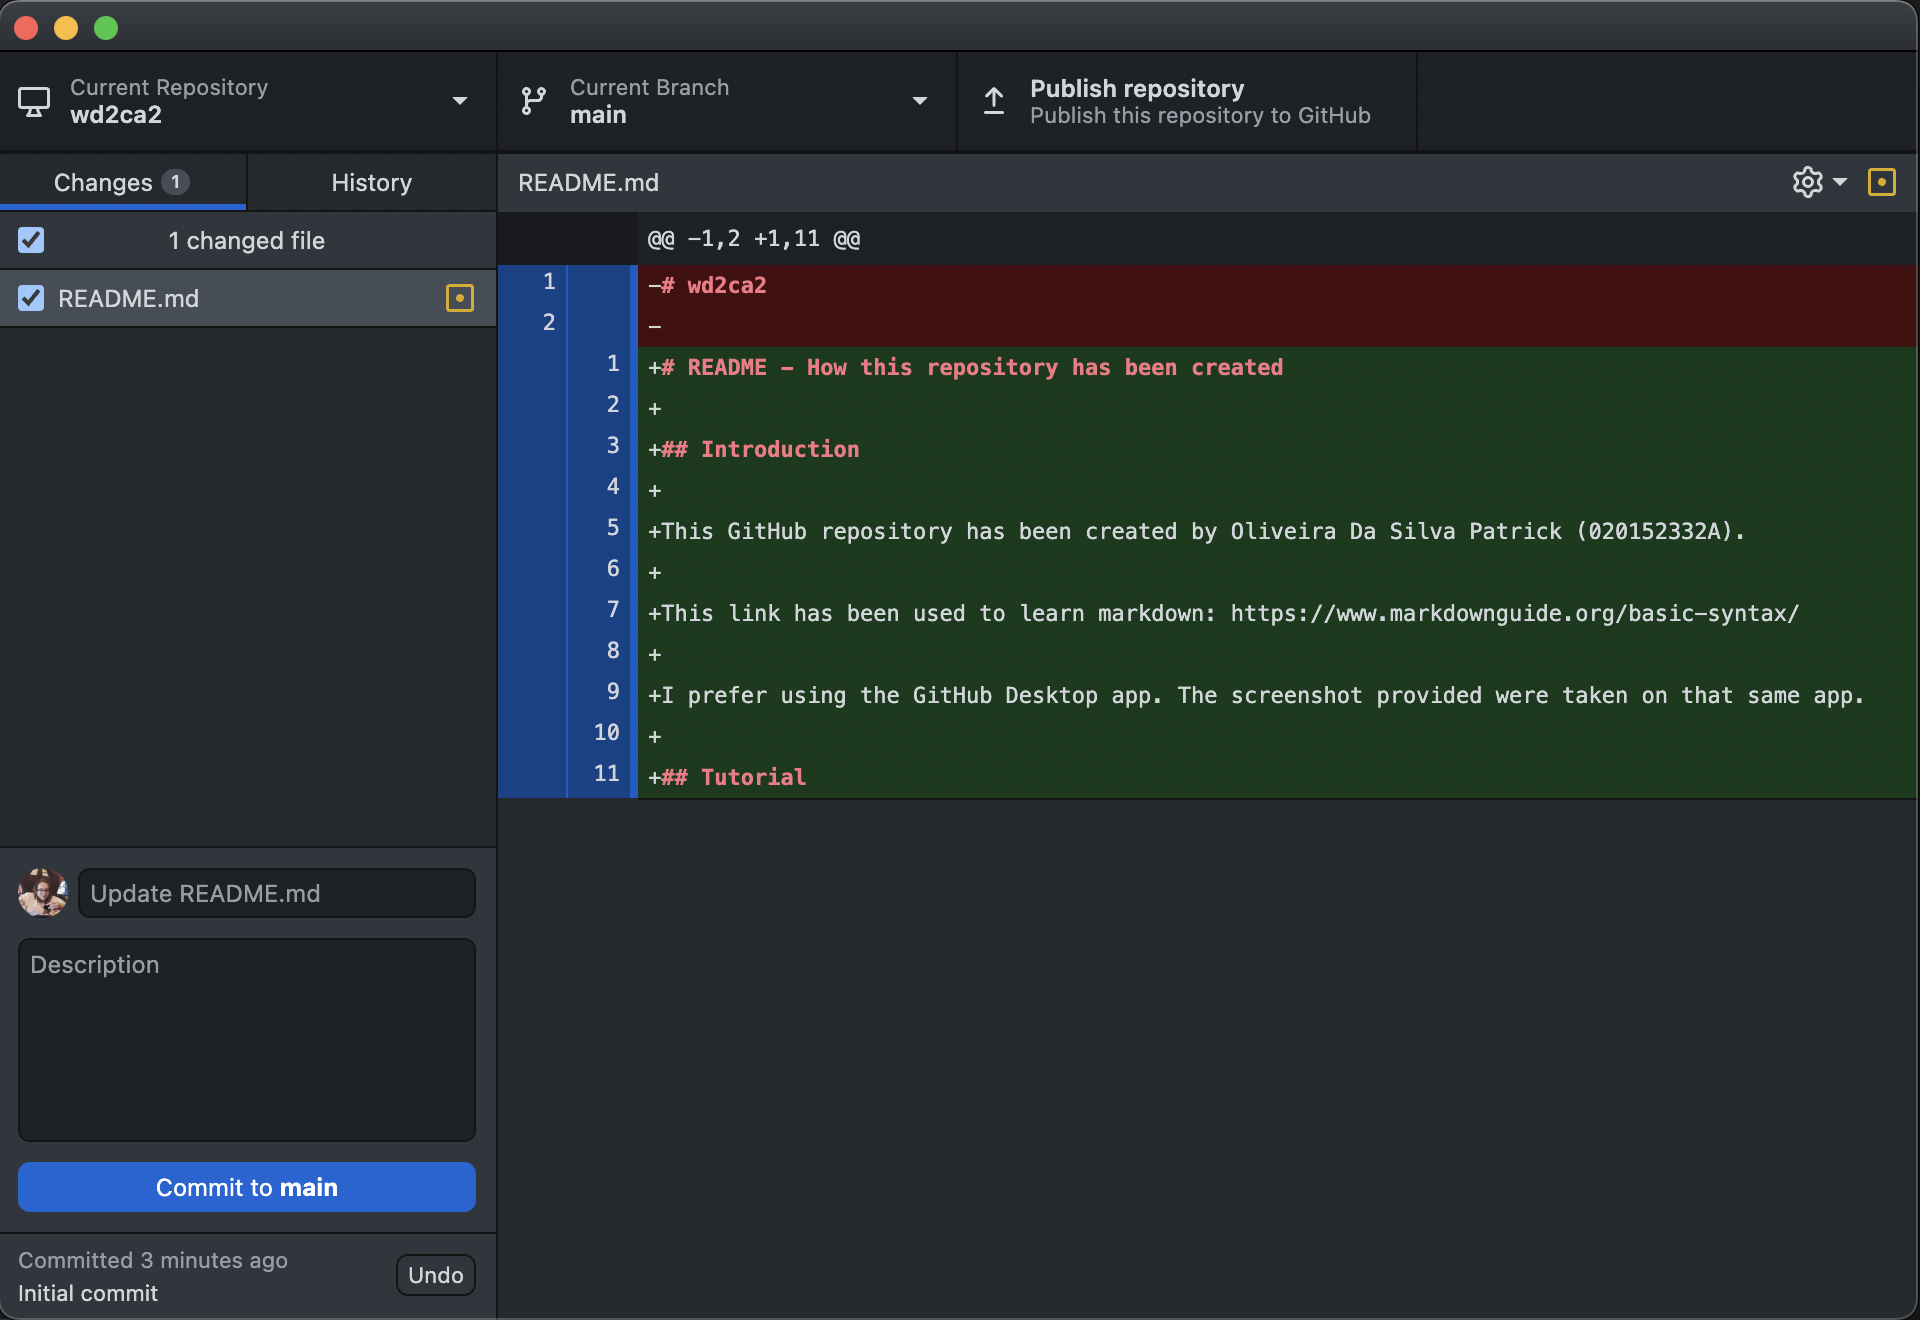 Current Repository
wd2ca2
Current Branch
main
Publish repository
Publish this repository to GitHub
Changes 1
History
README.md
1 changed file
README.md
@@ -1,2 +1,11 @@
1 -# wd2ca2
2 -
1 +# README - How this repository has been created
2 +
3 +## Introduction
4 +
5 +This GitHub repository has been created by Oliveira Da Silva Patrick (020152332A).
6 +
7 +This link has been used to learn markdown: https://www.markdownguide.org/basic-syntax/
8 +
9 +I prefer using the GitHub Desktop app. The screenshot provided were taken on that same app.
10 +
11 +## Tutorial
Update README.md
Description
Commit to main
Committed 3 minutes ago
Initial commit
Undo